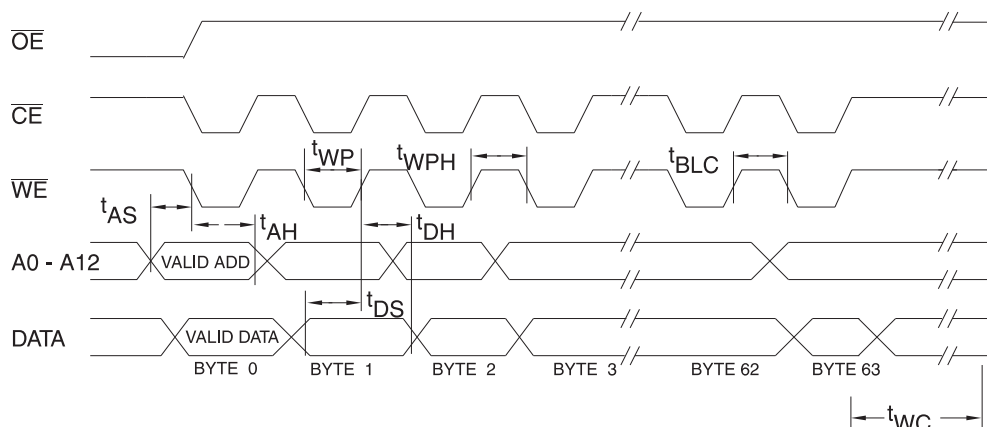 OE
CE
tWP
tWPH
tBLC
WE
tAS
tAH
tDH
A0 - A12
VALID ADD
tDS
DATA
VALID DATA
BYTE 0
BYTE 1
BYTE 2
BYTE 3
BYTE 62
BYTE 63
tWC